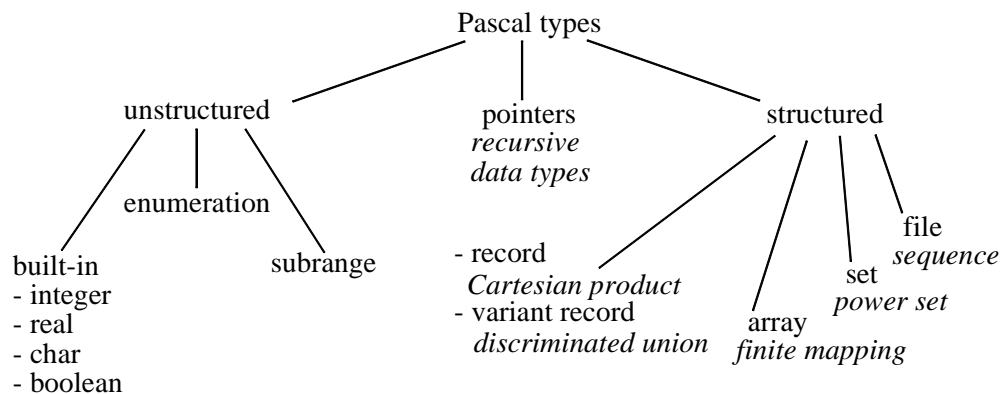 Pascal types
unstructured
pointers
recursive
data types
structured
enumeration
built-in
- integer
- real
- char
- boolean
subrange
- record
Cartesian product
- variant record
discriminated union
array
finite mapping
set
power set
file
sequence